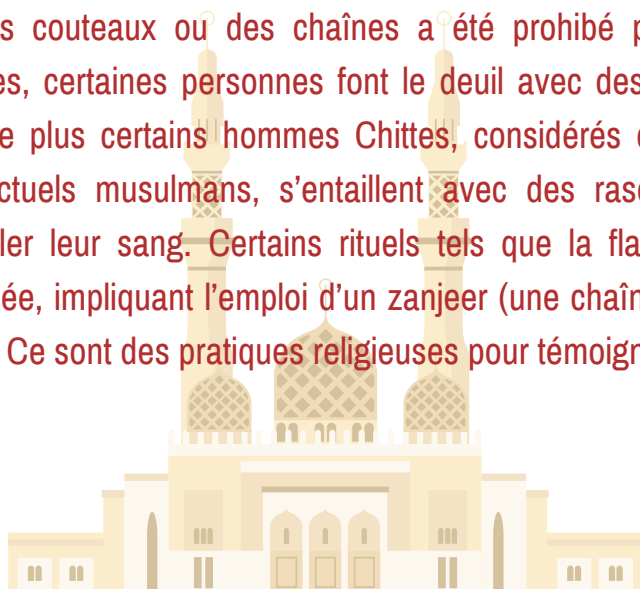 s couteaux ou des chaînes a été prohibé p
es, certaines personnes font le deuil avec des
e plus certains hommes Chittes, considérés
ctuels musulmans, s’entaillent avec des ras
ler leur sang. Certains rituels tels que la fla
ée, impliquant l’emploi d’un zanjeer (une chaîn
Ce sont des pratiques religieuses pour témoign